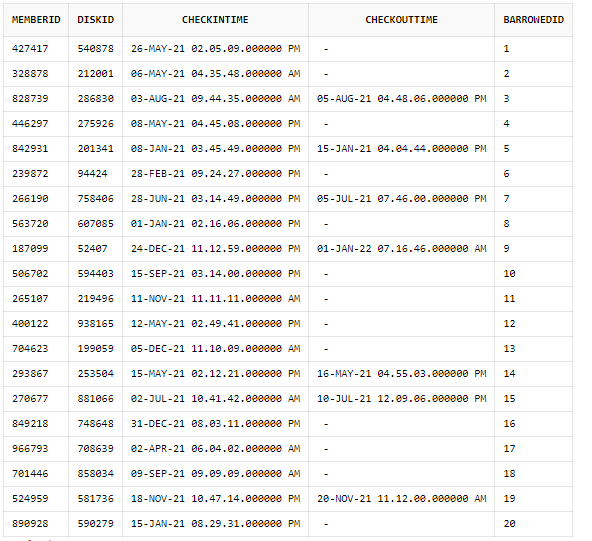 MEMBERID DISKID CHECKINTIME CHECKOUTTIME BARROWEDID
427417 540878 26-MAY-21 02.05.09.000000 PM - 1
328878 212001 06-MAY-21 04.35.48.000000 AM - 2
828739 286830 03-AUG-21 09.44.35.000000 AM 05-AUG-21 04.48.06.000000 PM 3
446297 275926 08-MAY-21 04.45.08.000000 PM - 4
842931 201341 08-JAN-21 03.45.49.000000 PM 15-JAN-21 04.04.44.000000 PM 5
239872 94424 28-FEB-21 09.24.27.000000 PM - 6
266190 758406 28-JUN-21 03.14.49.000000 PM 05-JUL-21 07.46.00.000000 PM 7
563720 607085 01-JAN-21 02.16.06.000000 PM - 8
187099 52407 24-DEC-21 11.12.59.000000 PM 01-JAN-22 07.16.46.000000 AM 9
506702 594403 15-SEP-21 03.14.00.000000 PM - 10
265107 219496 11-NOV-21 11.11.11.000000 AM - 11
400122 938165 12-MAY-21 02.49.41.000000 PM - 12
704623 199059 05-DEC-21 11.10.09.000000 AM - 13
293867 253504 15-MAY-21 02.12.21.000000 PM 16-MAY-21 04.55.03.000000 PM 14
270677 881066 02-JUL-21 10.41.42.000000 AM 10-JUL-21 12.09.06.000000 PM 15
849218 748648 31-DEC-21 08.03.11.000000 PM - 16
966793 708639 02-APR-21 06.04.02.000000 AM - 17
701446 858034 09-SEP-21 09.09.09.000000 AM - 18
524959 581736 18-NOV-21 10.47.14.000000 PM 20-NOV-21 11.12.00.000000 AM 19
890928 590279 15-JAN-21 08.29.31.000000 PM - 20